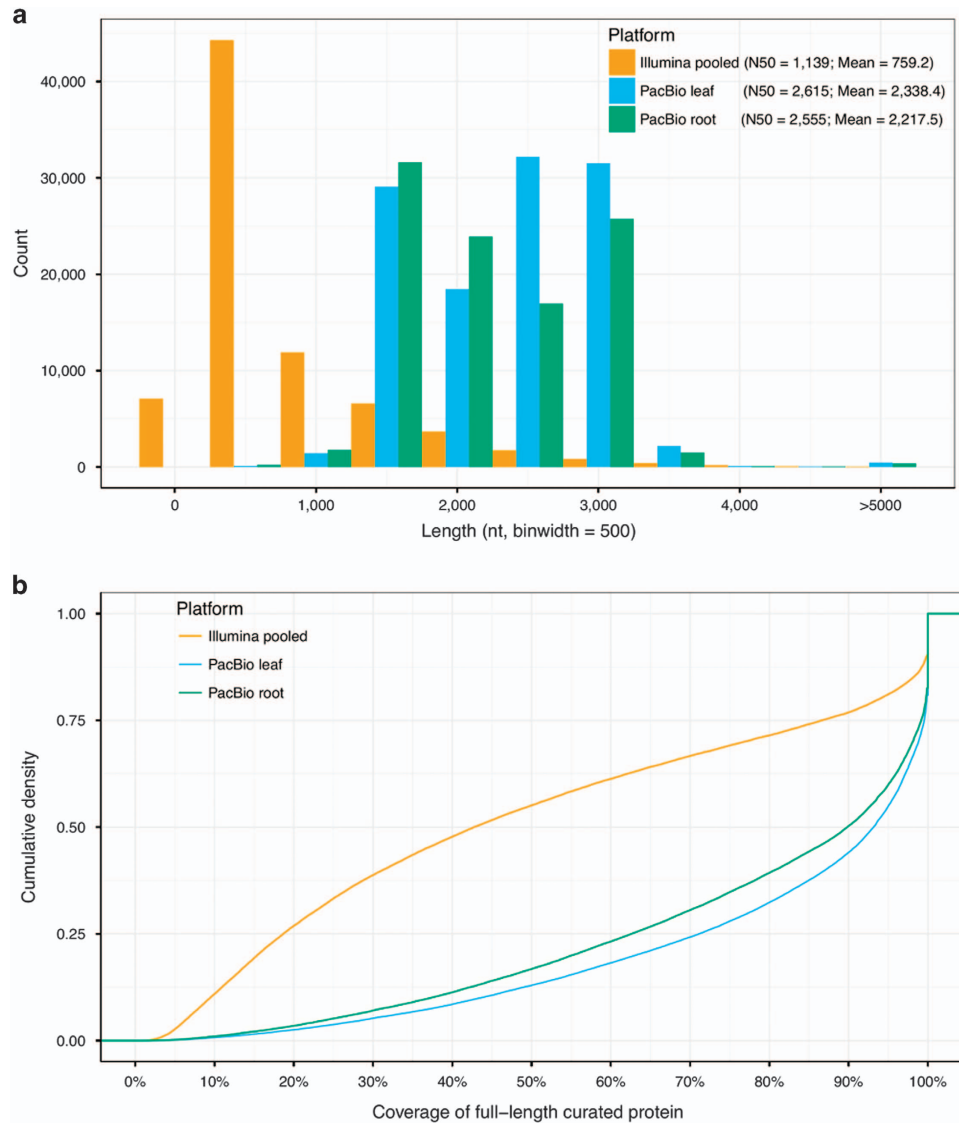 a
Platform
Illumina pooled (N50 = 1,139; Mean = 759.2)
PacBio leaf (N50 = 2,615; Mean = 2,338.4)
PacBio root (N50 = 2,555; Mean = 2,217.5)
40,000
30,000
20,000
10,000
0
Count
0 1,000 2,000 3,000 4,000 >5000
Length (nt, binwidth = 500)
b
Platform
Illumina pooled
PacBio leaf
PacBio root
1.00
0.75
0.50
0.25
0.00
Cumulative density
0% 10% 20% 30% 40% 50% 60% 70% 80% 90% 100%
Coverage of full–length curated protein